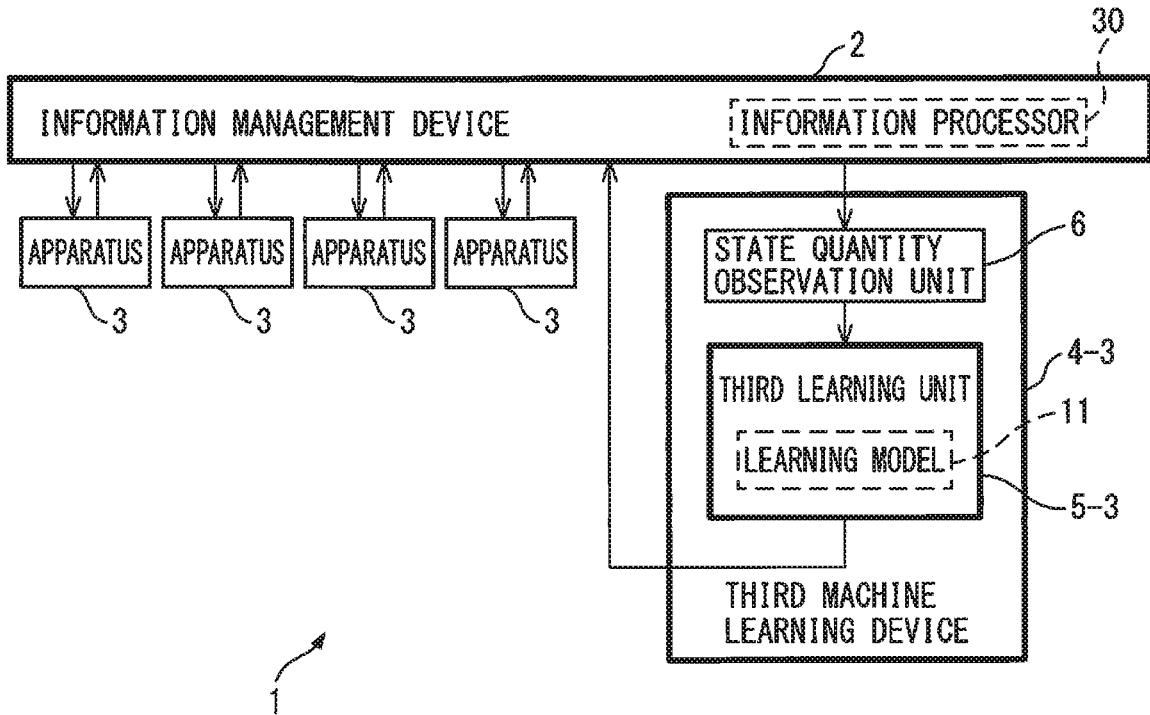 30
2
INFORMATION MANAGEMENT DEVICE
INFORMATION PROCESSOR
APPARATUS
APPARATUS
APPARATUS
APPARATUS
3
3
3
3
STATE QUANTITY
OBSERVATION UNIT
6
THIRD LEARNING UNIT
4-3
11
LEARNING MODEL
5-3
THIRD MACHINE
LEARNING DEVICE
1